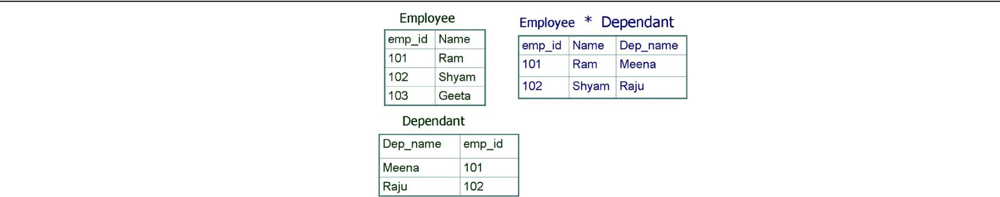 Employee
emp_id Name
101 Ram
102 Shyam
103 Geeta
Employee * Dependant
emp_id Name Dep_name
101 Ram Meena
102 Shyam Raju
Dependant
Dep_name emp_id
Meena 101
Raju 102